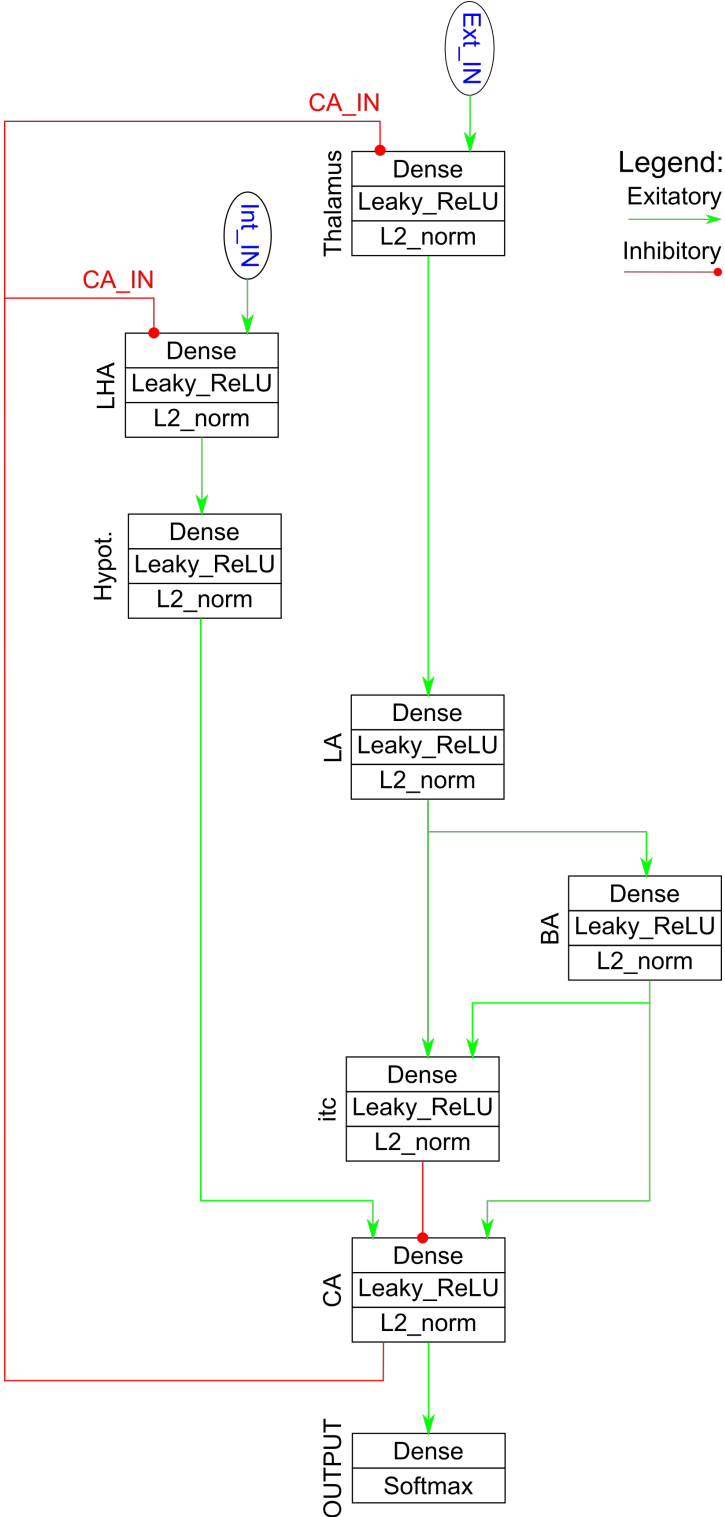 Ext_IN
CA_IN
Thalamus
Dense
Leaky_ReLU
L2_norm
Legend:
Exitatory
Inhibitory
Int_IN
CA_IN
LHA
Dense
Leaky_ReLU
L2_norm
Hypot.
Dense
Leaky_ReLU
L2_norm
LA
Dense
Leaky_ReLU
L2_norm
BA
Dense
Leaky_ReLU
L2_norm
itc
Dense
Leaky_ReLU
L2_norm
CA
Dense
Leaky_ReLU
L2_norm
OUTPUT
Dense
Softmax